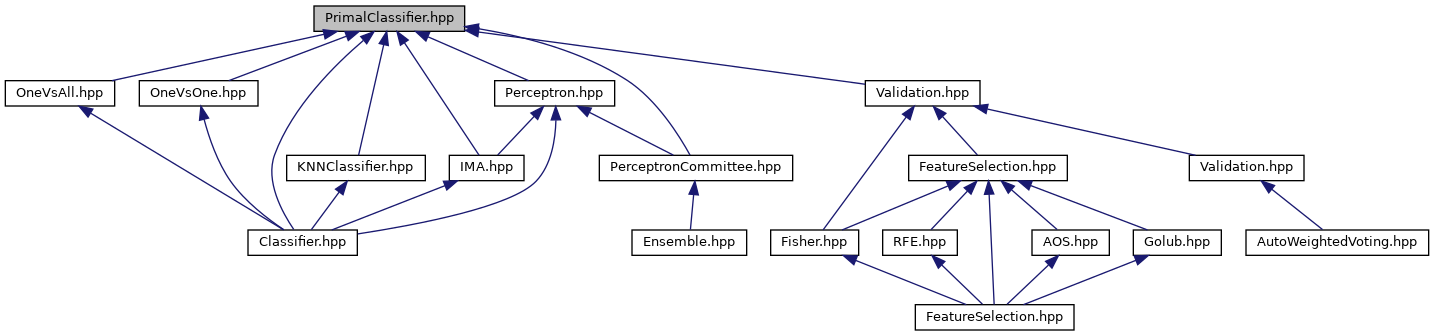 PrimalClassifier.hpp
OneVsAll.hpp
OneVsOne.hpp
Perceptron.hpp
Validation.hpp
KNNClassifier.hpp
IMA.hpp
PerceptronCommittee.hpp
FeatureSelection.hpp
Validation.hpp
Classifier.hpp
Ensemble.hpp
Fisher.hpp
RFE.hpp
AOS.hpp
Golub.hpp
AutoWeightedVoting.hpp
FeatureSelection.hpp